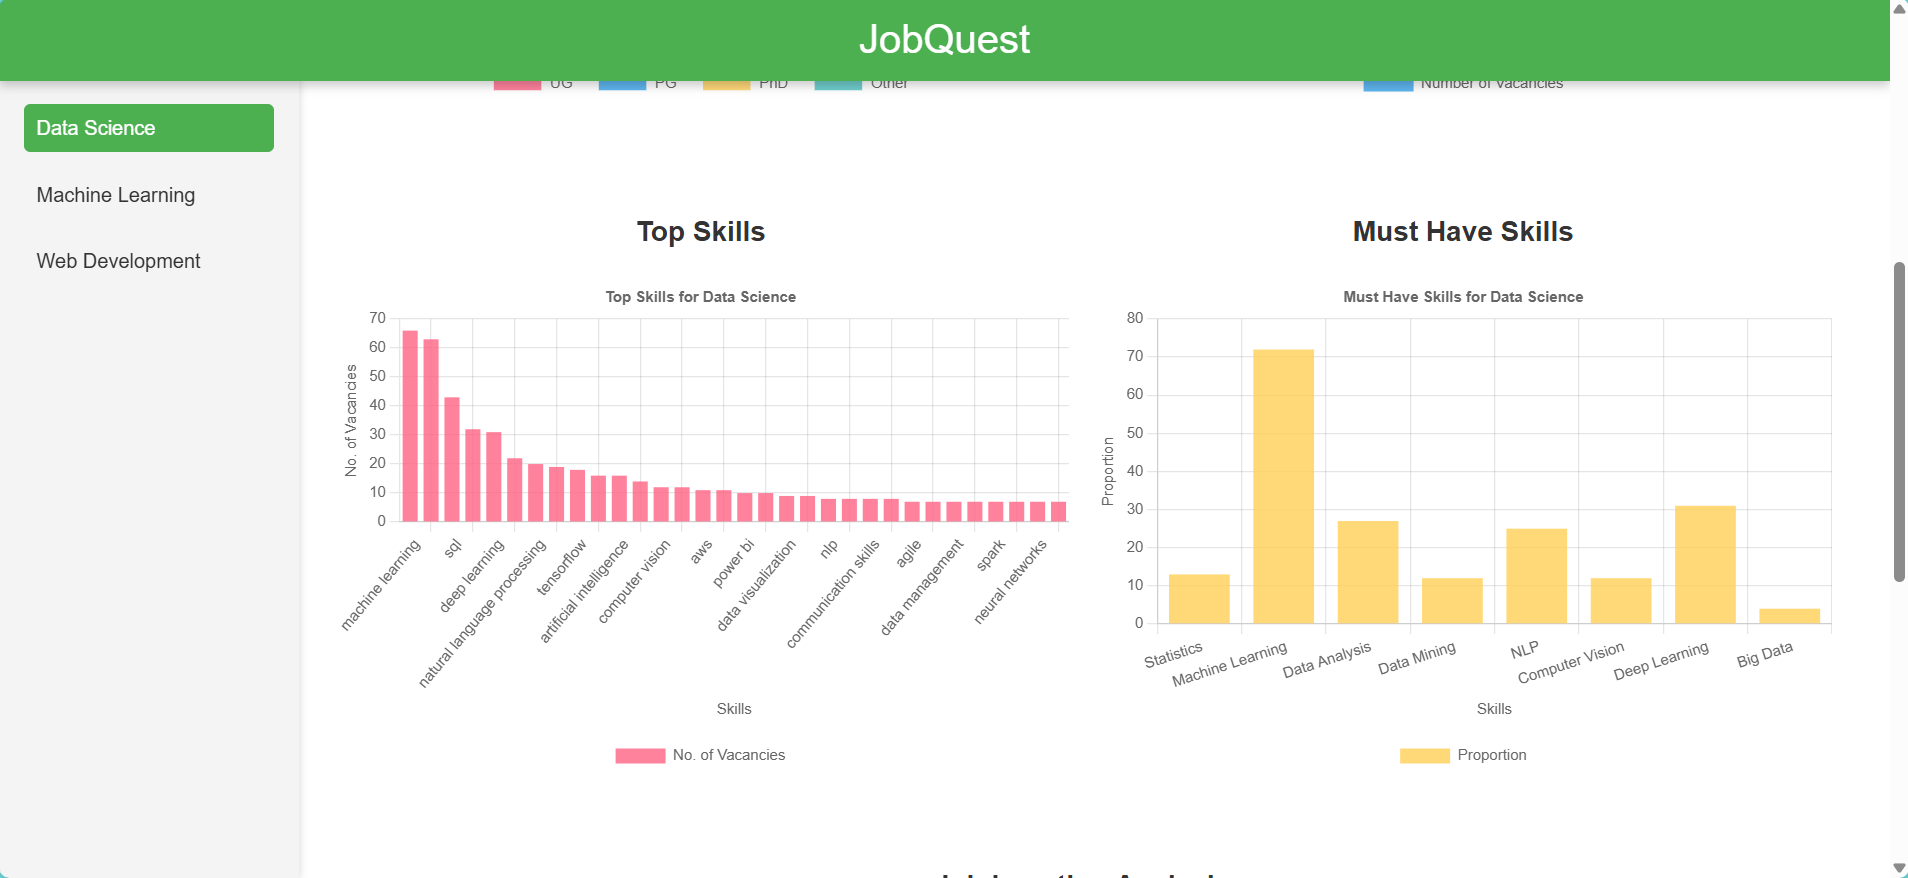 JobQuest
UG PG PhD Other
Number of Vacancies
Data Science
Machine Learning
Web Development
Top Skills
Top Skills for Data Science
No. of Vacancies
70
60
50
40
30
20
10
0
machine learning
sql
deep learning
natural language processing
tensorflow
artificial intelligence
computer vision
aws
power bi
data visualization
nlp
communication skills
agile
data management
spark
neural networks
Skills
No. of Vacancies
Must Have Skills
Must Have Skills for Data Science
Proportion
80
70
60
50
40
30
20
10
0
Statistics
Machine Learning
Data Analysis
Data Mining
NLP
Computer Vision
Deep Learning
Big Data
Skills
Proportion